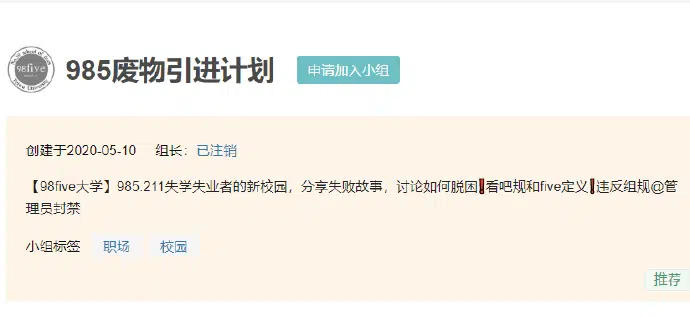 98five
985废物引进计划
申请加入小组
创建于2020-05-10 组长：已注销
【98five大学】985.211失学失业者的新校园，分享失败故事，讨论如何脱困❗看吧规和five定义❗违反组规@管
理员封禁
小组标签 职场 校园
推荐